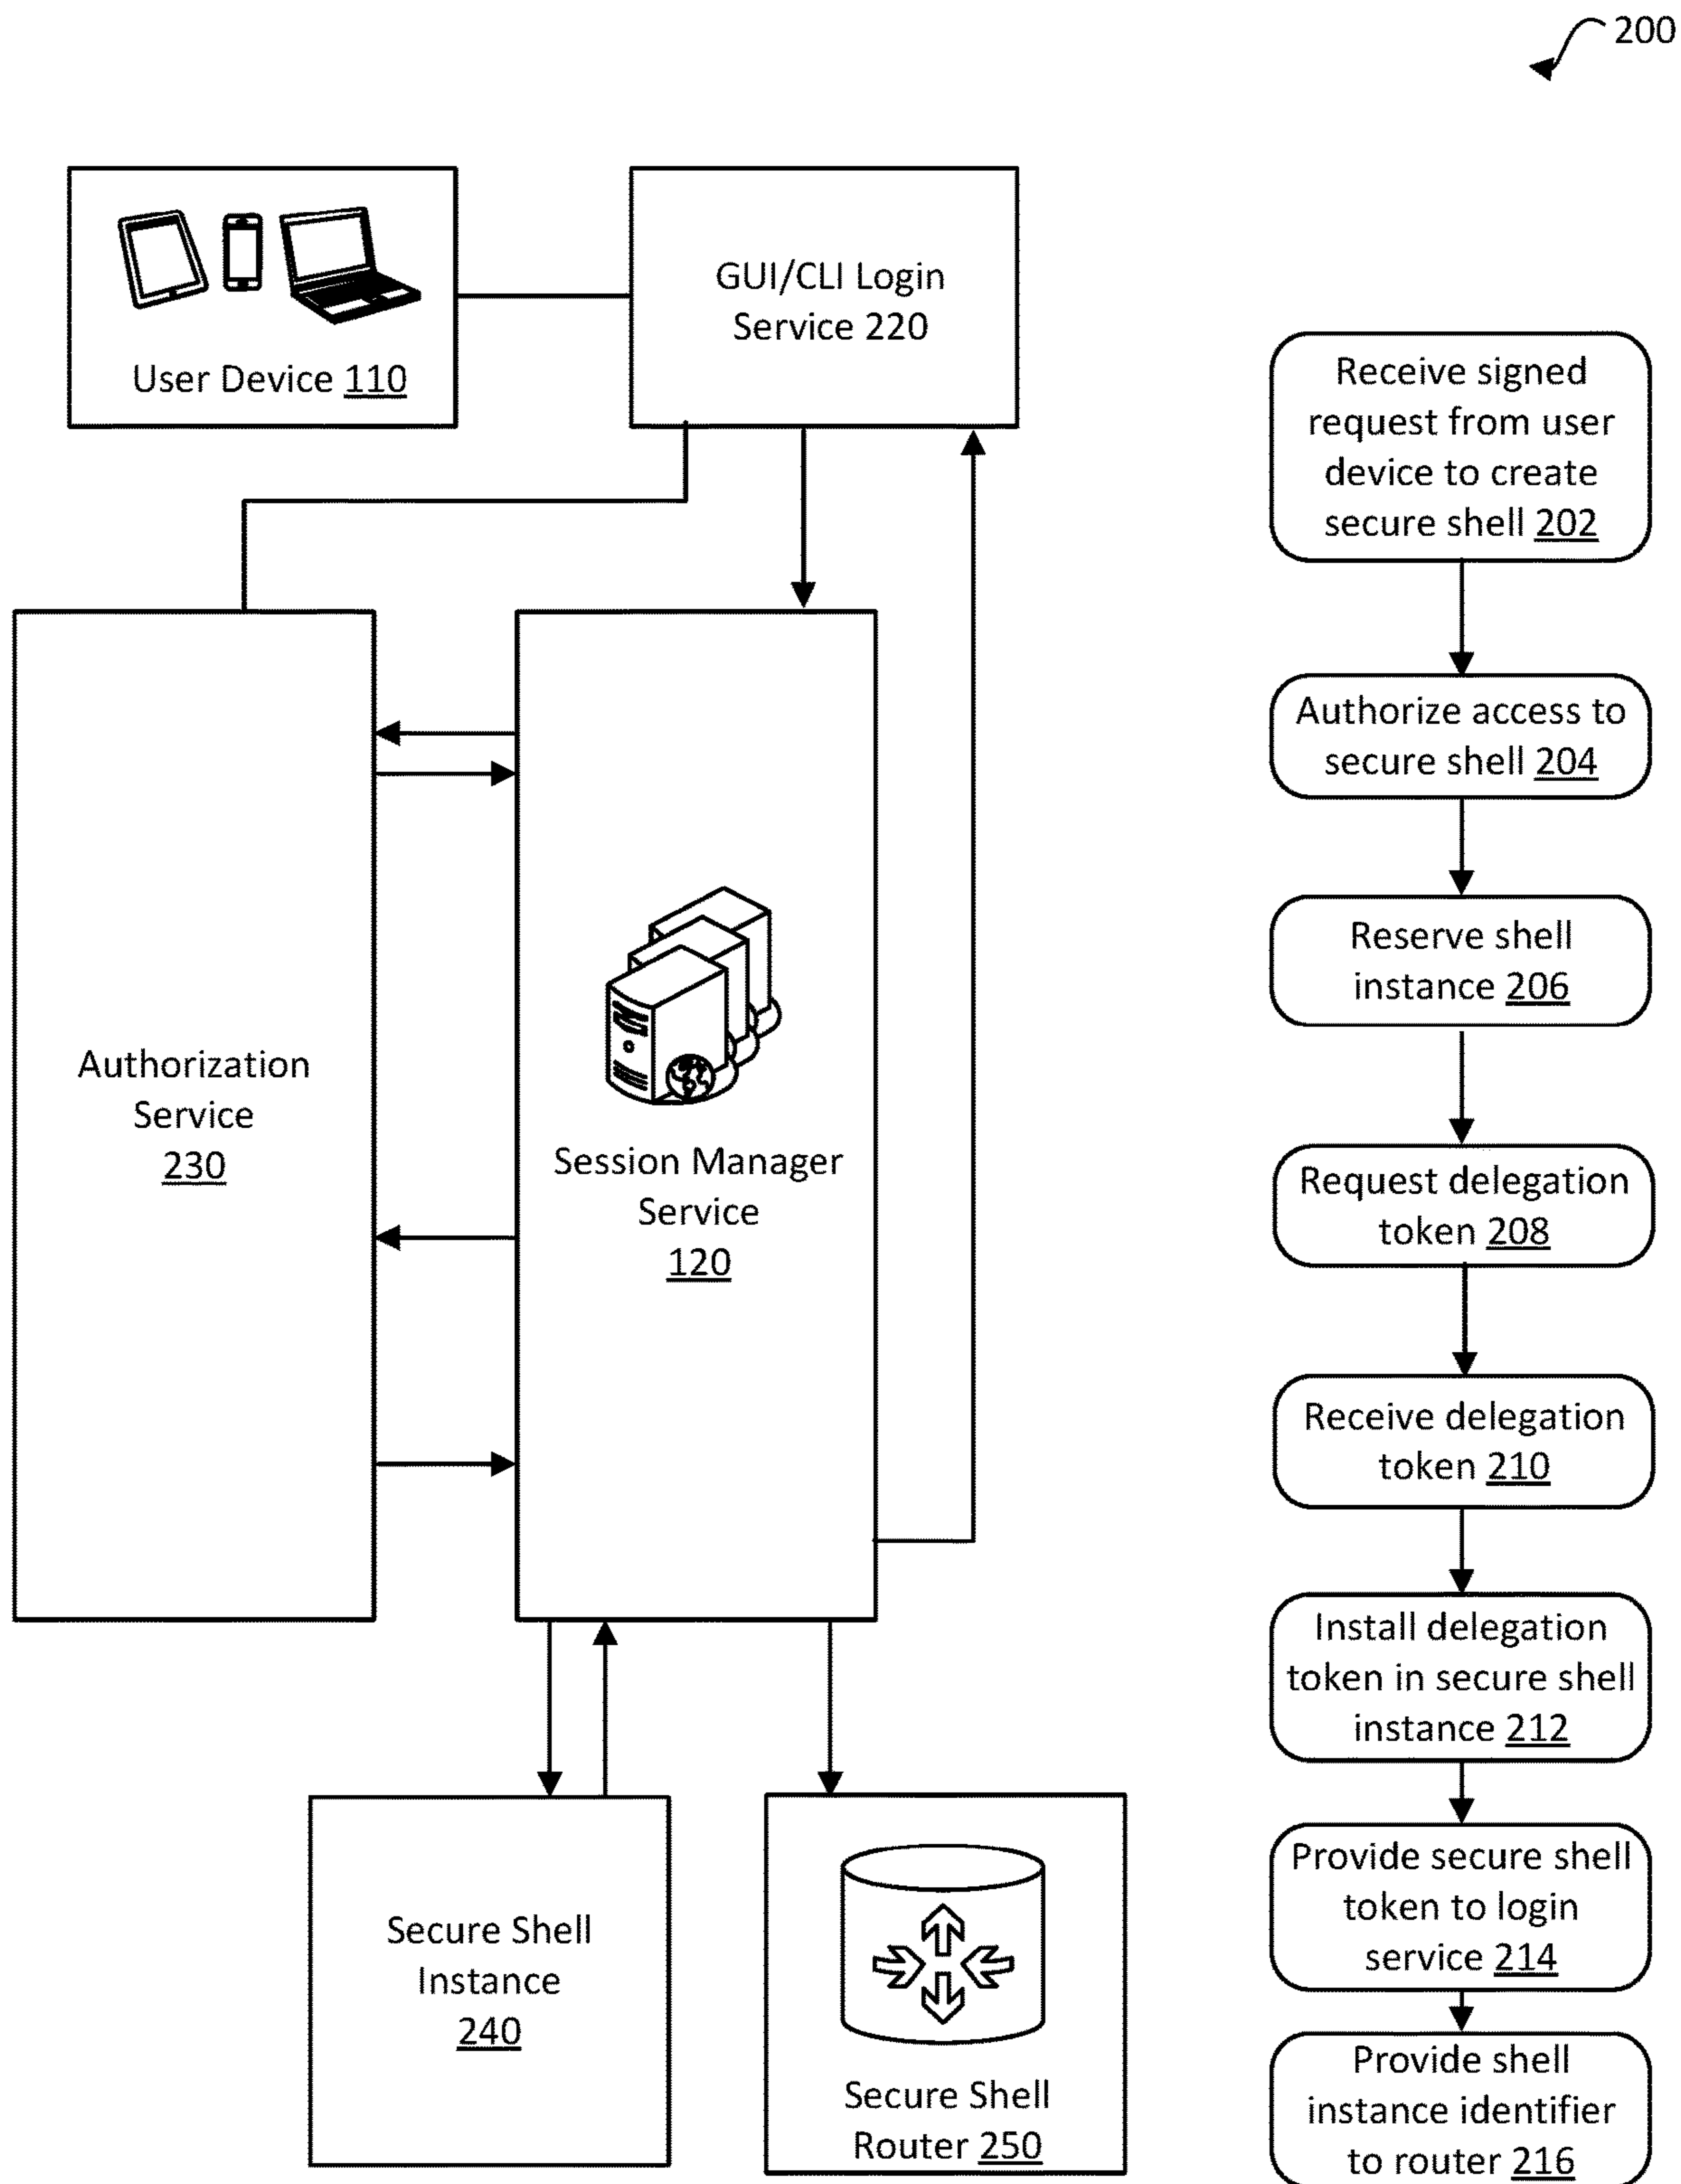 200
User Device 110
GUI/CLI Login
Service 220
Authorization
Service
230
Session Manager
Service
120
Secure Shell
Instance
240
Secure Shell
Router 250
Receive signed
request from user
device to create
secure shell 202
Authorize access to
secure shell 204
Reserve shell
instance 206
Request delegation
token 208
Receive delegation
token 210
Install delegation
token in secure shell
instance 212
Provide secure shell
token to login
service 214
Provide shell
instance identifier
to router 216